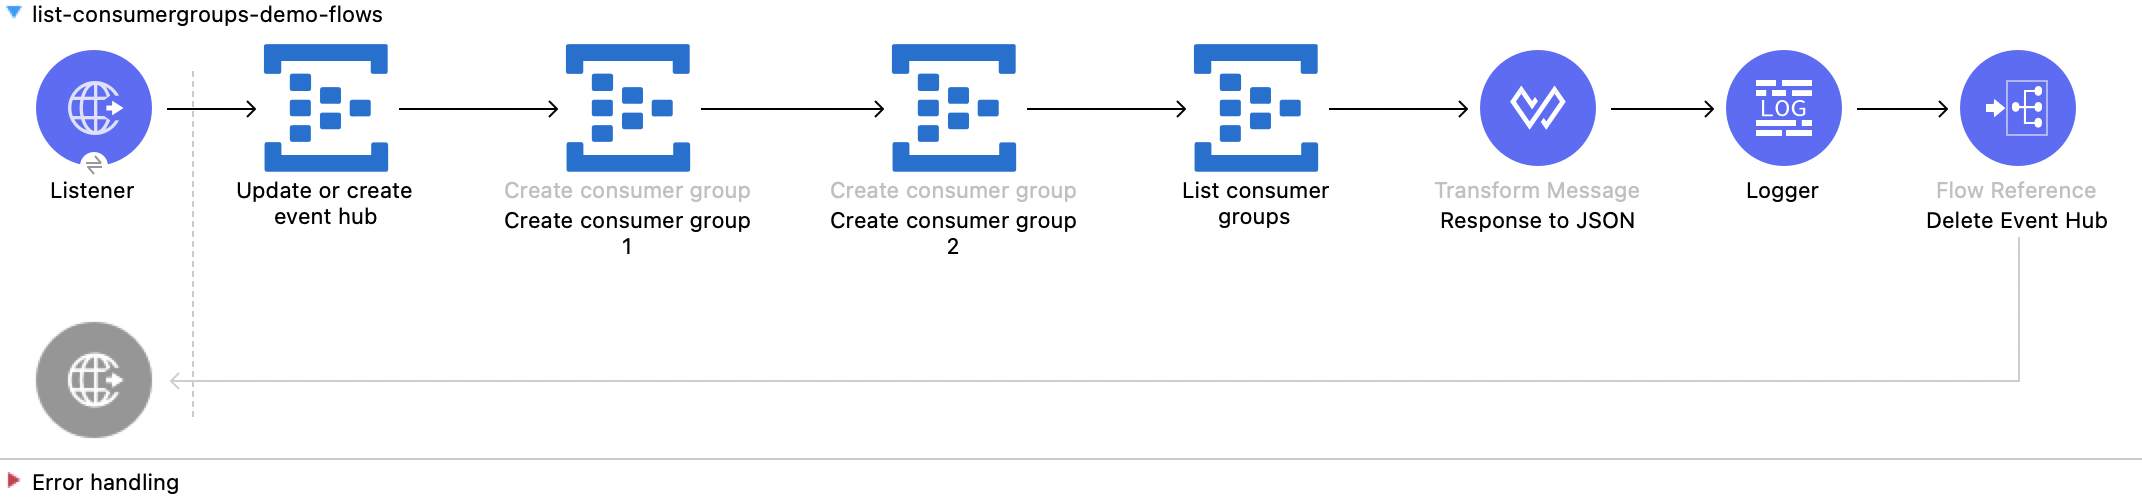 list-consumergroups-demo-flows
LOG
Listener
Update or create
event hub
Create consumer group
Create consumer group
1
Create consumer group
Create consumer group
2
List consumer
groups
Transform Message
Response to JSON
Logger
Flow Reference
Delete Event Hub
Error handling